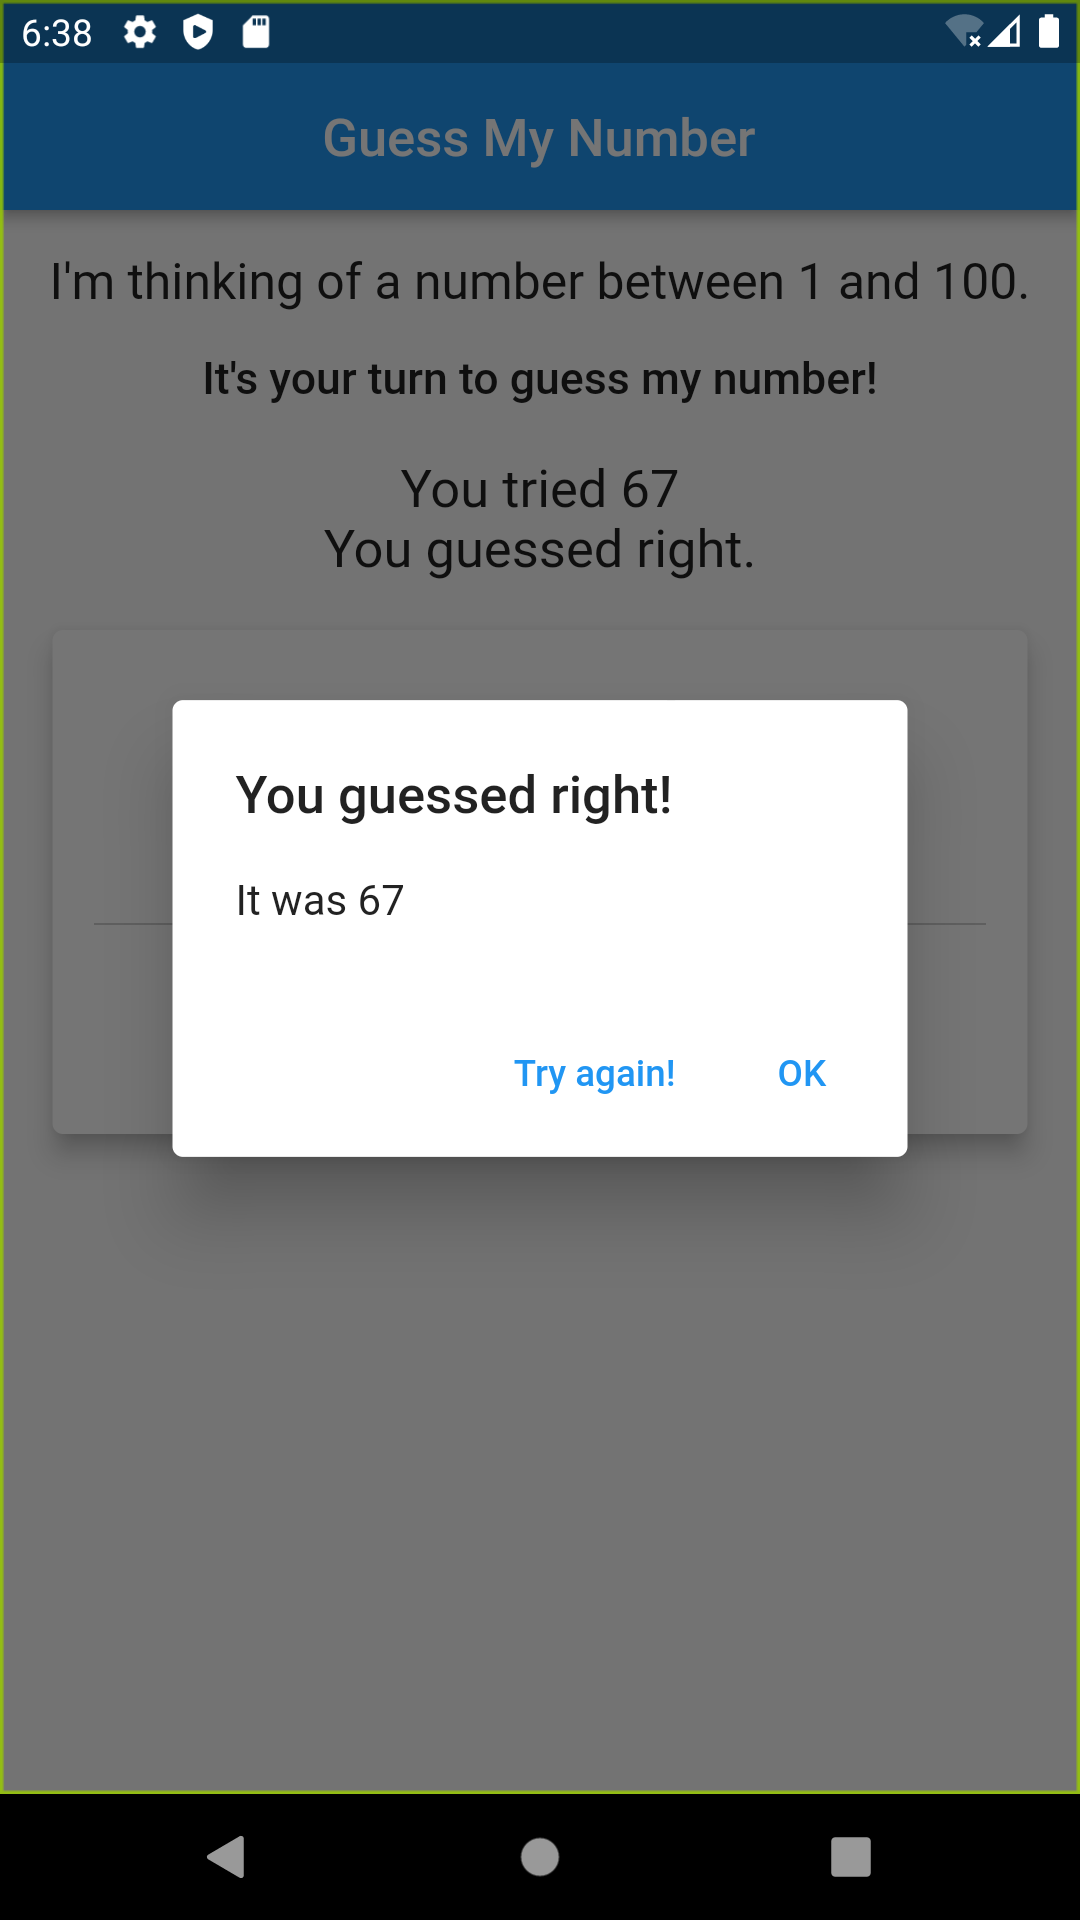 6:38
Guess My Number
I'm thinking of a number between 1 and 100.
It's your turn to guess my number!
You tried 67
You guessed right.
You guessed right!
It was 67
Try again! OK